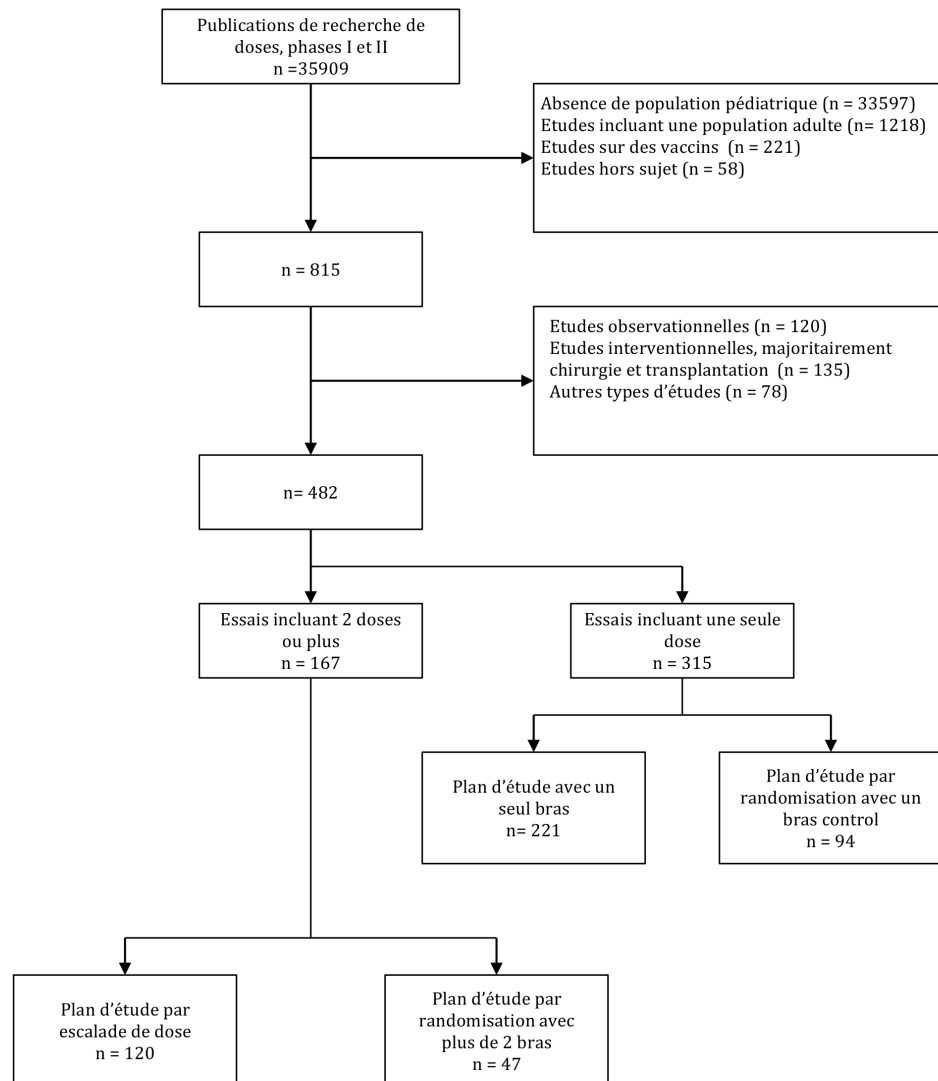 Publications de recherche de
doses, phases I et II
n =35909
Absence de population pédiatrique (n = 33597)
Etudes incluant une population adulte (n= 1218)
Etudes sur des vaccins  (n = 221)
Etudes hors sujet (n = 58)
n = 815
Etudes observationnelles (n = 120)
Etudes interventionnelles, majoritairement
chirurgie et transplantation  (n = 135)
Autres types d’études (n = 78)
n= 482
Essais incluant 2 doses
ou plus
n = 167
Essais incluant une seule
dose
n = 315
Plan d’étude avec un
seul bras
n= 221
Plan d’étude par
randomisation avec un
bras control
n = 94
Plan d’étude par
escalade de dose
n = 120
Plan d’étude par
randomisation avec
plus de 2 bras
n = 47